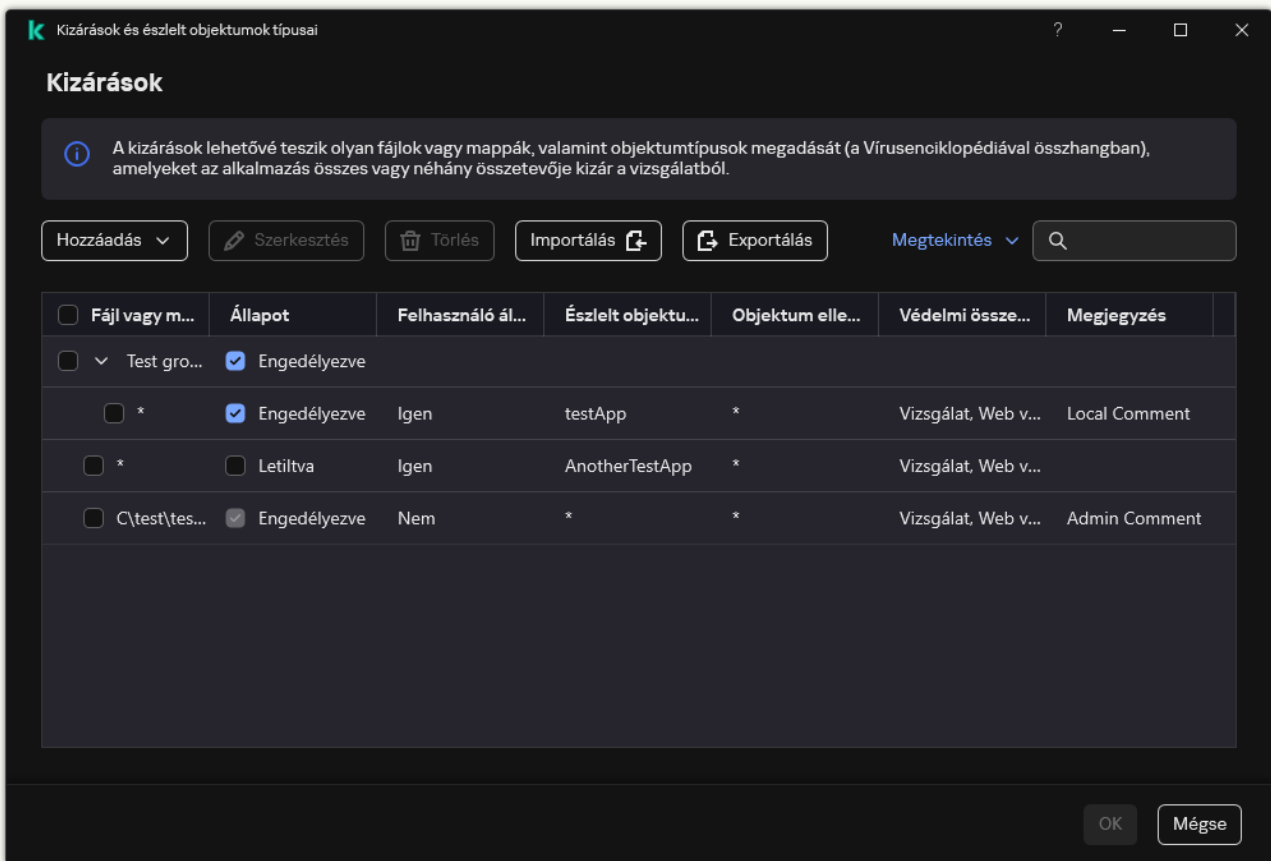 Kizárások és észlelt objektumok típusai
Kizárások
A kizárások lehetővé teszik olyan fájlok vagy mappák, valamint objektumtípusok megadását (a Vírusenciklopédiával összhangban),
amelyeket az alkalmazás összes vagy néhány összetevője kizár a vizsgálatból.
Hozzáadás Szerkesztés Törlés Importálás Exportálás Megtekintés
Fájl vagy m... Állapot Felhasználó ál... Észlelt objektu... Objektum elle... Védelmi össze... Megjegyzés
Test gro... Engedélyezve
* Engedélyezve Igen testApp * Vizsgálat, Web v... Local Comment
* Letiltva Igen AnotherTestApp * Vizsgálat, Web v...
C\test\tes... Engedélyezve Nem * * Vizsgálat, Web v... Admin Comment
OK Mégse